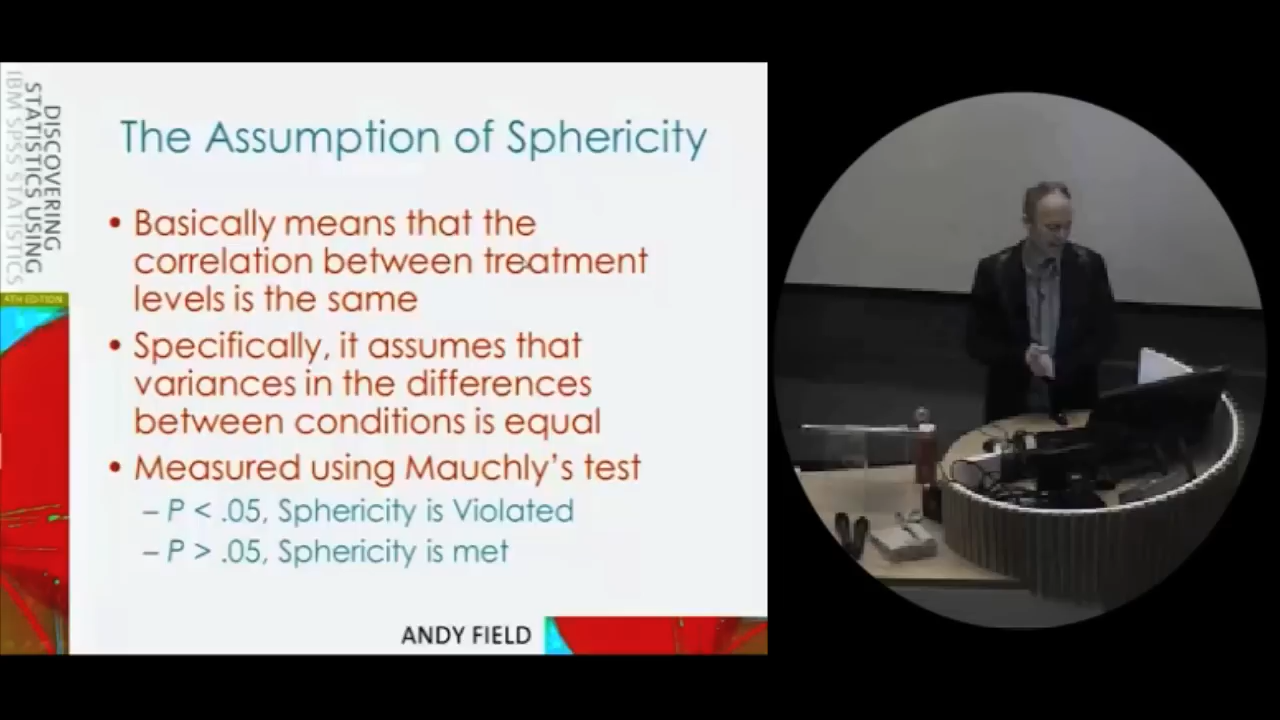 DISCOVERING
STATISTICS USING
IBM SPSS STATISTICS
4TH EDITION
The Assumption of Sphericity
• Basically means that the
correlation between treatment
levels is the same
• Specifically, it assumes that
variances in the differences
between conditions is equal
• Measured using Mauchly's test
– P < .05, Sphericity is Violated
– P > .05, Sphericity is met
ANDY FIELD